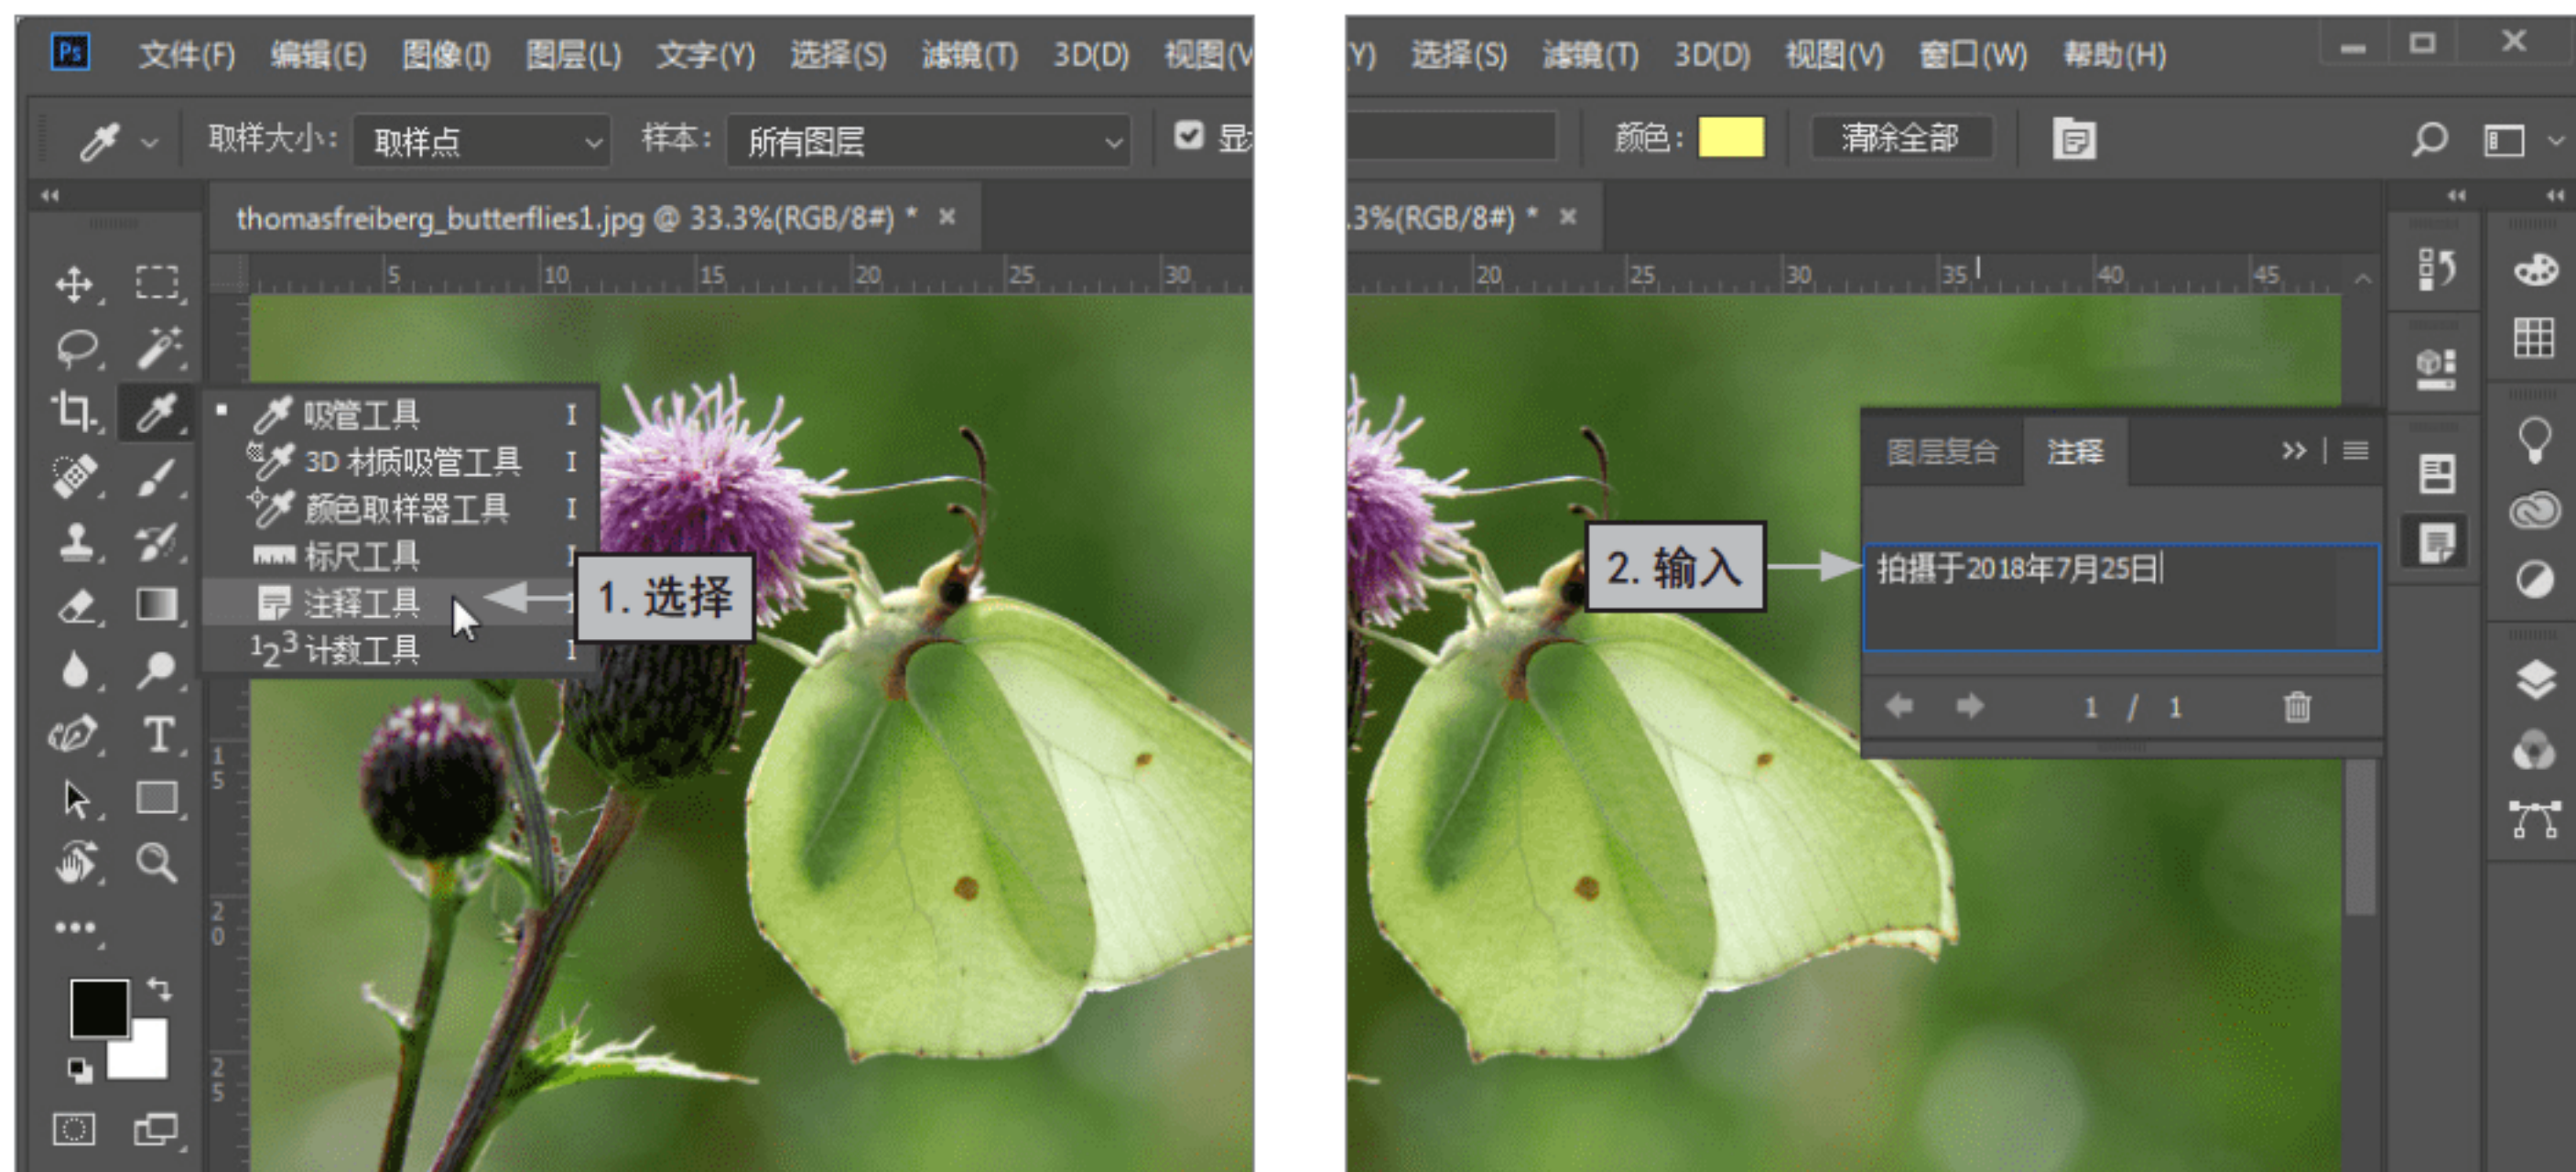 Ps 文件(F) 编辑(E) 图像(I) 图层(L) 文字(Y) 选择(S) 滤镜(T) 3D(D) 视图(V
取样大小: 取样点 样本: 所有图层
thomasfreiberg_butterflies1.jpg @ 33.3%(RGB/8#) * ×
5 10 15 20 25 30
吸管工具 I
3D 材质吸管工具 I
颜色取样器工具 I
标尺工具 I
注释工具
123 计数工具 I
1. 选择
T
15
20
25
Y) 选择(S) 滤镜(T) 3D(D) 视图(V) 窗口(W) 帮助(H)
颜色: 清除全部
.3%(RGB/8#) * ×
20 25 30 35 40 45
图层复合 注释
2. 输入
拍摄于2018年7月25日
1 / 1